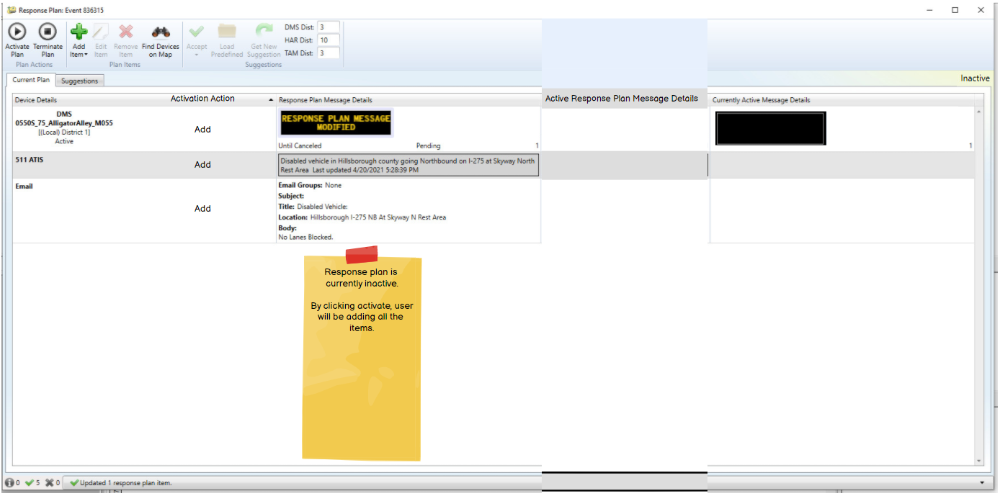 Response Plan: Event 836315
Activate Plan
Terminate Plan
Plan Actions
Add Item
Edit Item
Remove Item
Find Devices on Map
Plan Items
Accept
Load Predefined
Get New Suggestion
DMS Dist: 3
HAR Dist: 10
TAM Dist: 3
Suggestions
Current Plan
Suggestions
Inactive
Device Details
Activation Action
Response Plan Message Details
Active Response Plan Message Details
Currently Active Message Details
DMS
0550S_75_AlligatorAlley_M055
[(Local) District 1]
Active
Add
RESPONSE PLAN MESSAGE
MODIFIED
Until Canceled Pending 1
1
511 ATIS
Add
Disabled vehicle in Hillsborough county going Northbound on I-275 at Skyway North
Rest Area Last updated 4/20/2021 5:28:39 PM
Email
Add
Email Groups: None
Subject:
Title: Disabled Vehicle:
Location: Hillsborough I-275 NB At Skyway N Rest Area
Body:
No Lanes Blocked.
Response plan is
currently inactive.
By clicking activate, user
will be adding all the
items.
0 5 0 Updated 1 response plan item.